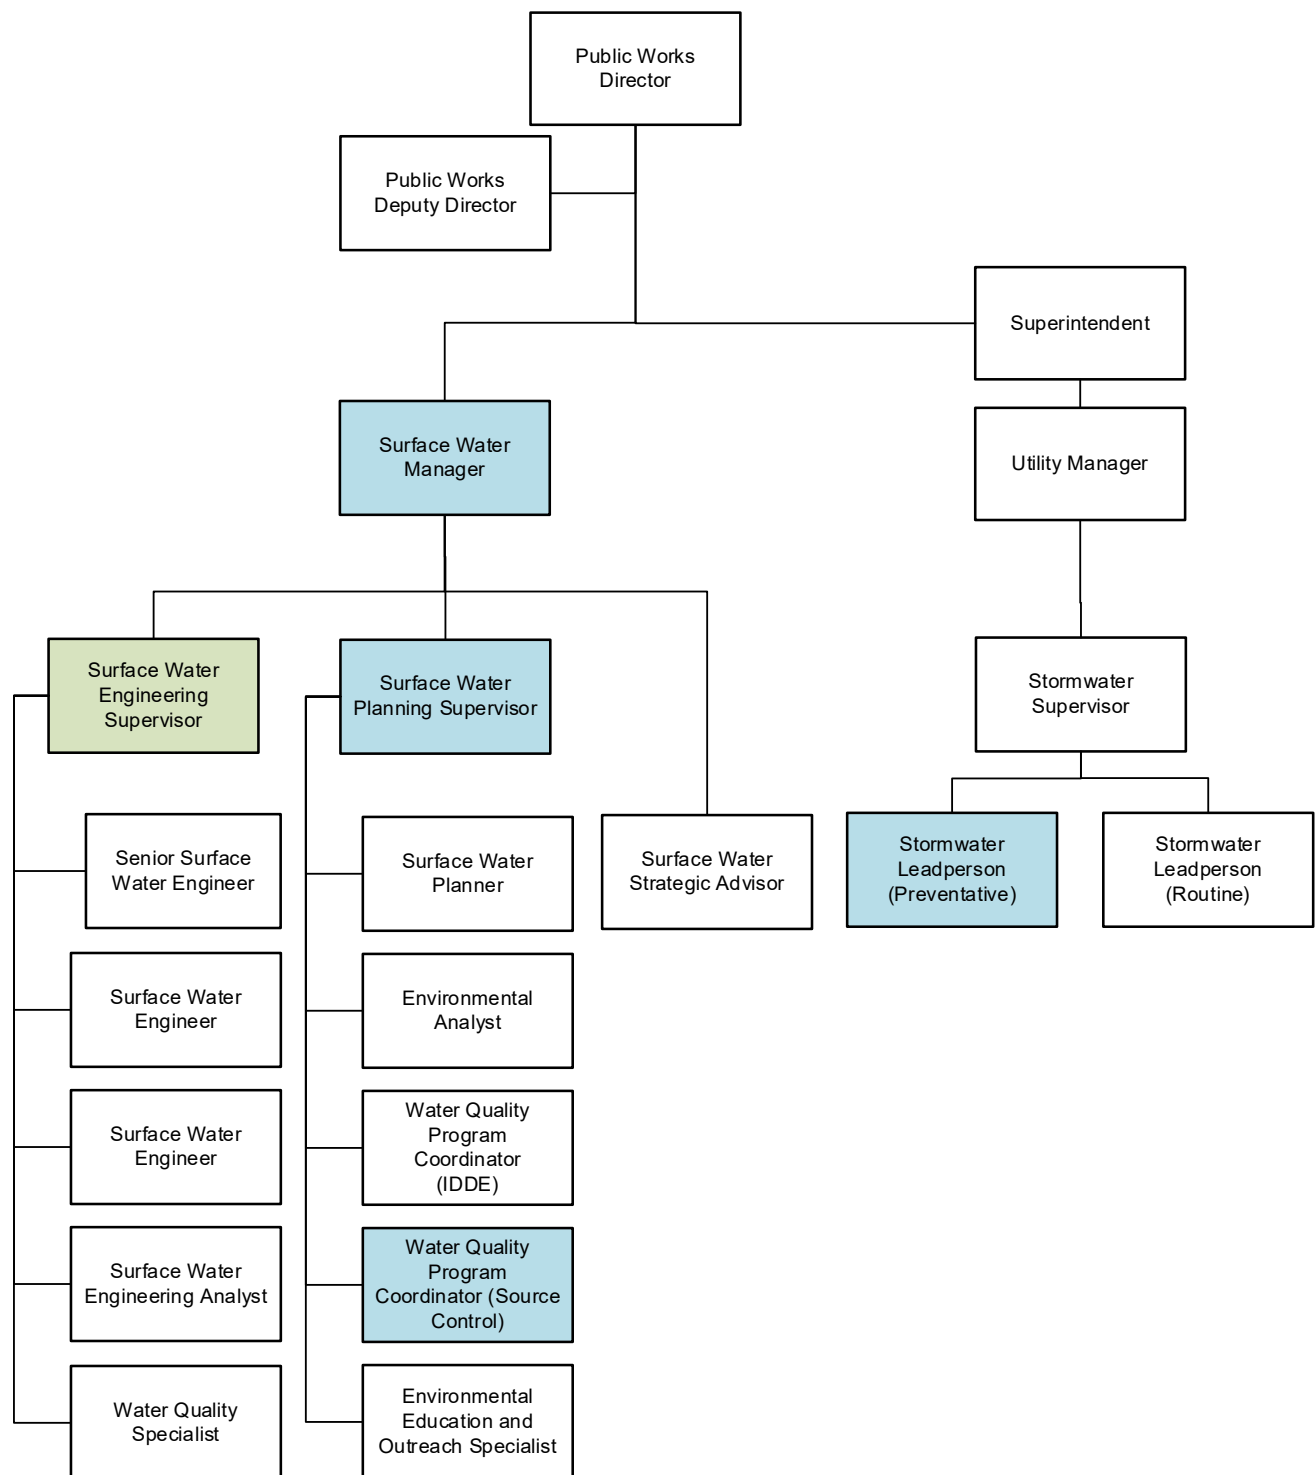 Public Works
Director
Public Works
Deputy Director
Superintendent
Surface Water
Manager
Utility Manager
Surface Water
Engineering
Supervisor
Surface Water
Planning Supervisor
Stormwater
Supervisor
Senior Surface
Water Engineer
Surface Water
Planner
Surface Water
Strategic Advisor
Stormwater
Leadperson
(Preventative)
Stormwater
Leadperson
(Routine)
Surface Water
Engineer
Environmental
Analyst
Surface Water
Engineer
Water Quality
Program
Coordinator
(IDDE)
Surface Water
Engineering Analyst
Water Quality
Program
Coordinator (Source
Control)
Water Quality
Specialist
Environmental
Education and
Outreach Specialist